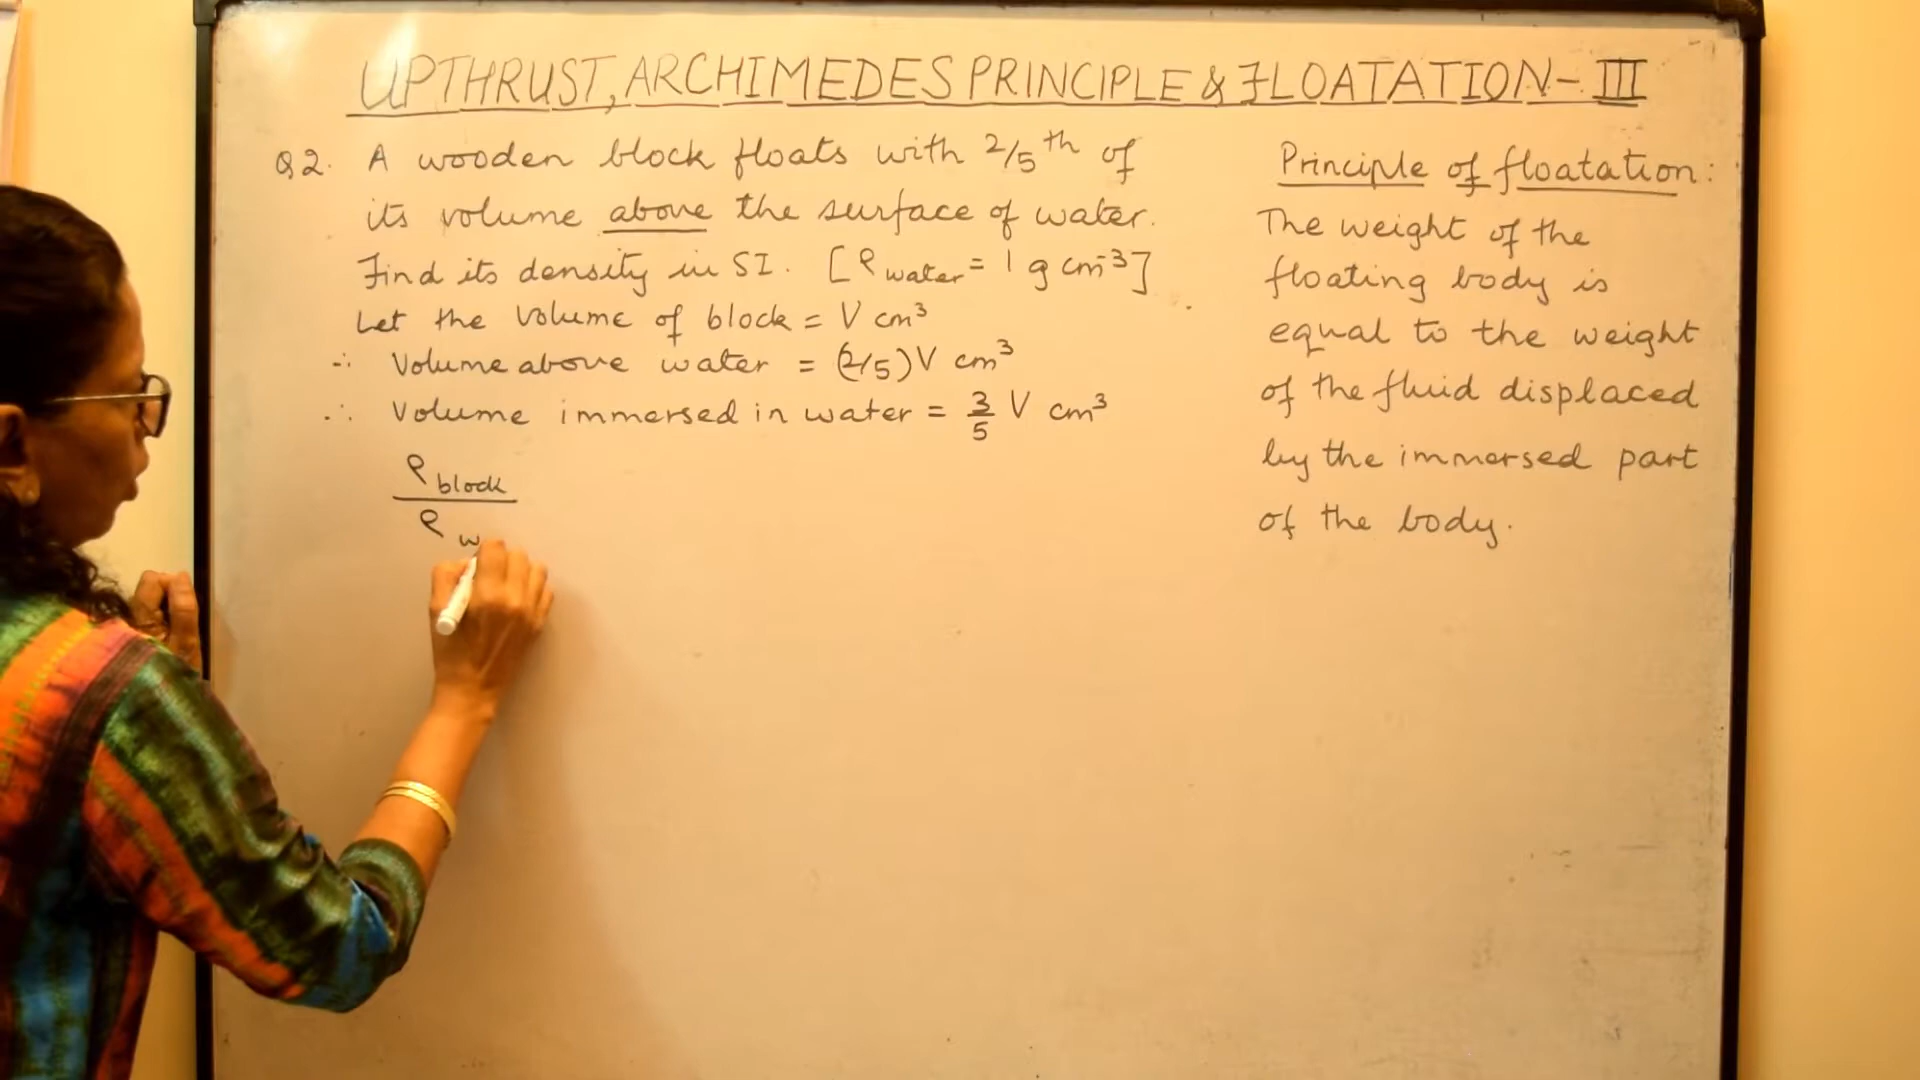 UPTHRUST, ARCHIMEDES PRINCIPLE & FLOATATION - III
Q2. A wooden block floats with 2/5th of
its volume above the surface of water.
Find its density in SI. [ρwater = 1 g cm⁻³]
Let the volume of block = V cm³
∴ Volume above water = (2/5)V cm³
∴ Volume immersed in water = 3/5 V cm³
ρblock
ρw
Principle of floatation:
The weight of the
floating body is
equal to the weight
of the fluid displaced
by the immersed part
of the body.